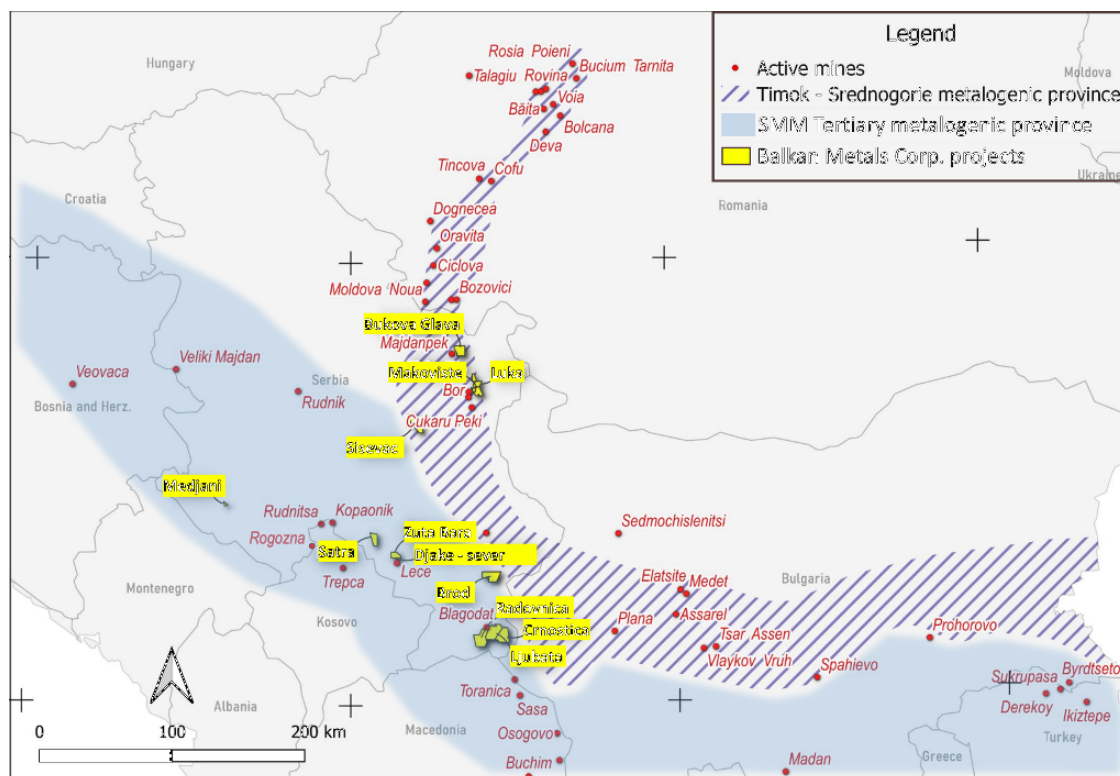 Legend
Active mines
Timok - Srednogorie metalogenic province
SMM Tertiary metalogenic province
Balkan Metals Corp. projects
Hungary
Moldova
Ukraine
Rosia Poieni
Bucium Tarnita
Talagiu
Rovina
Voia
Băita
Bolcana
Deva
Tincova
Cofu
Croatia
Romania
Dognecea
Oravita
Ciclova
Moldova Noua
Bozovici
Bukova Glava
Majdanpek
Makoviste
Luka
Veliki Majdan
Veovaca
Serbia
Bosnia and Herz.
Rudnik
Bor
Cukaru Peki
Medjani
Rudnitsa
Kopaonik
Sedmochislenitsi
Rogozna
Satra
Zuta Bara
Djake - sever
Lece
Trepca
Elatsite
Medet
Bulgaria
Montenegro
Brod
Kosovo
Radovnica
Blagodat
Assarel
Plana
Crnostica
Prohorovo
Tsar Assen
Ljubata
Vlaykov Vruh
Spahievo
Toranica
Sukrupasa
Byrdtseto
Albania
Sasa
Derekoy
Ikiztepe
0 100 200 km
Macedonia
Osogovo
Turkey
Buchim
Madan
Greece